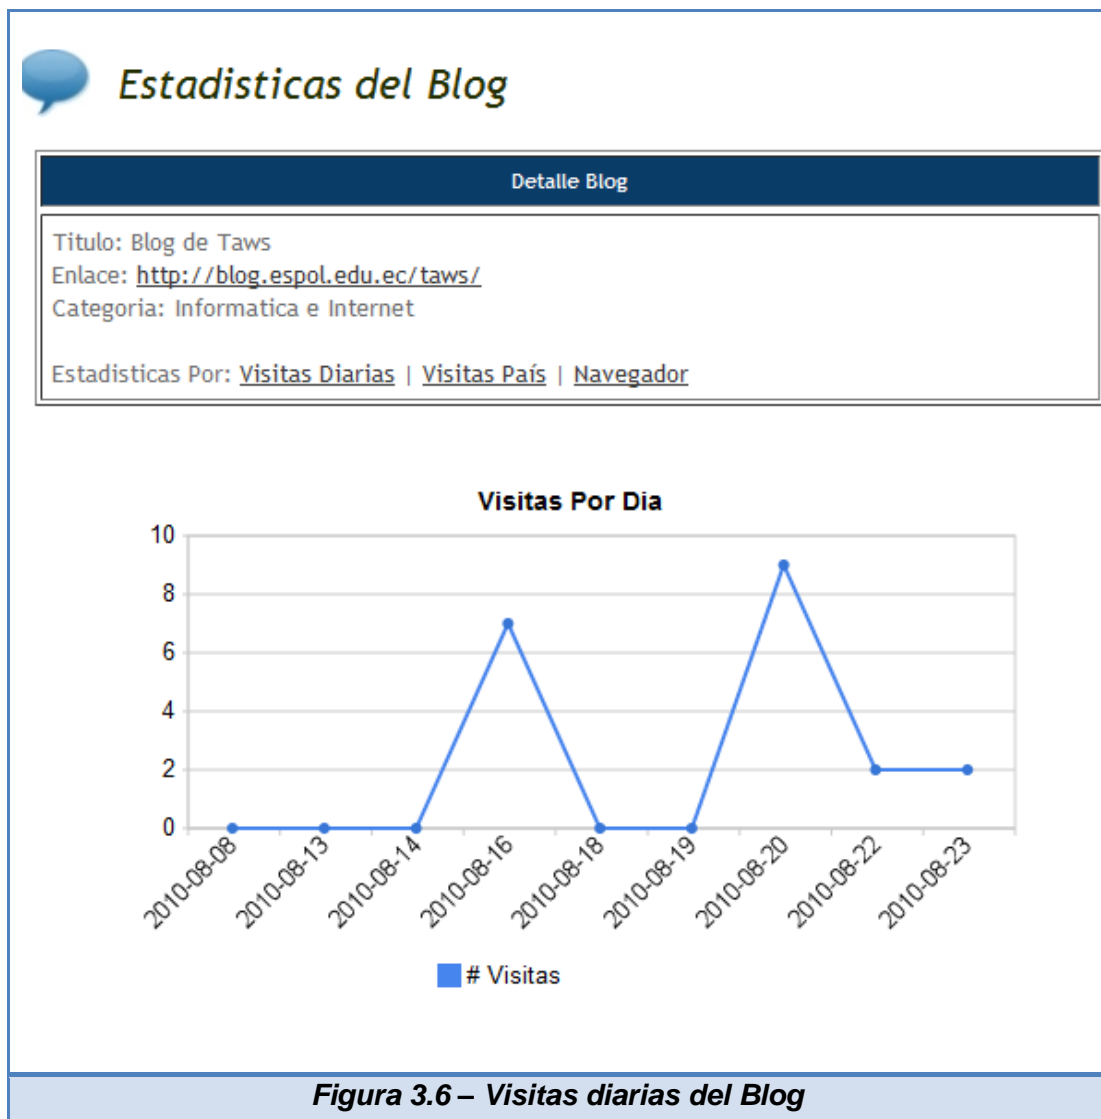 Estadisticas del Blog
Detalle Blog
Titulo: Blog de Taws
Enlace: http://blog.espol.edu.ec/taws/
Categoria: Informatica e Internet
Estadisticas Por: Visitas Diarias | Visitas País | Navegador
Visitas Por Dia
10
8
6
4
2
0
2010-08-08
2010-08-13
2010-08-14
2010-08-16
2010-08-18
2010-08-19
2010-08-20
2010-08-22
2010-08-23
# Visitas
Figura 3.6 – Visitas diarias del Blog